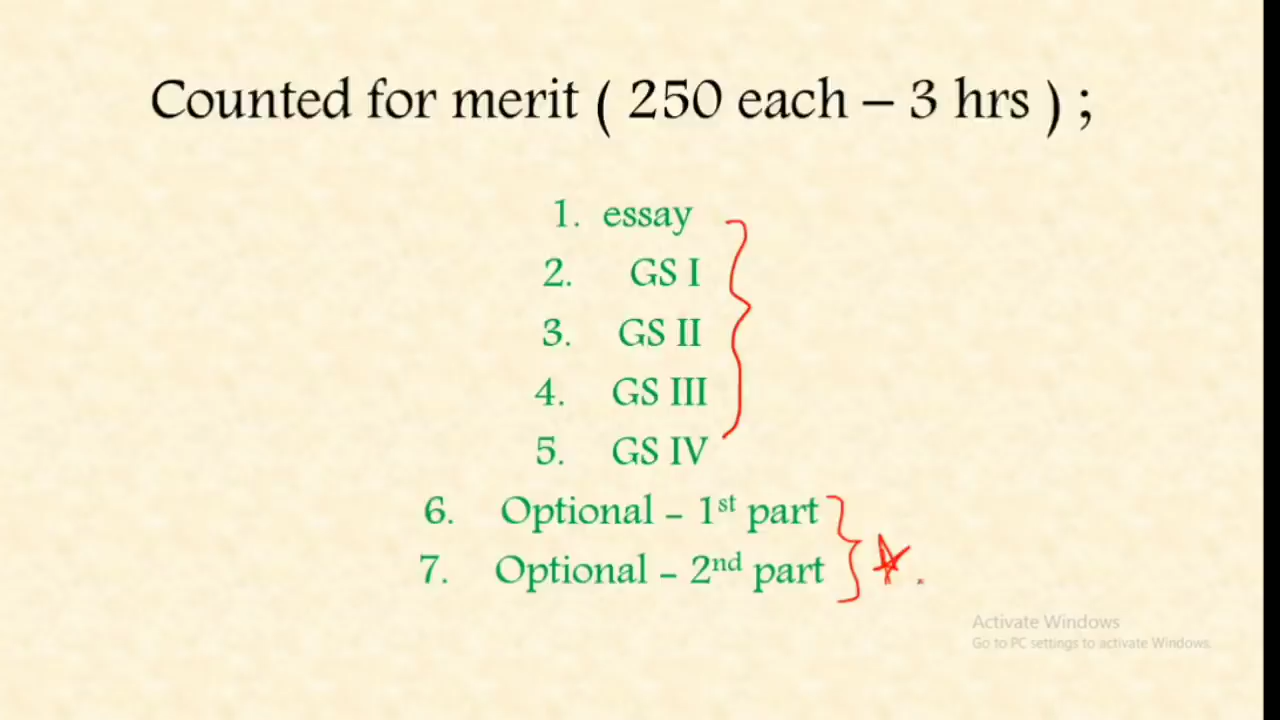 Counted for merit ( 250 each – 3 hrs ) ;
1. essay
2. GS I
3. GS II
4. GS III
5. GS IV
6. Optional – 1st part
7. Optional – 2nd part
Activate Windows
Go to PC settings to activate Windows.